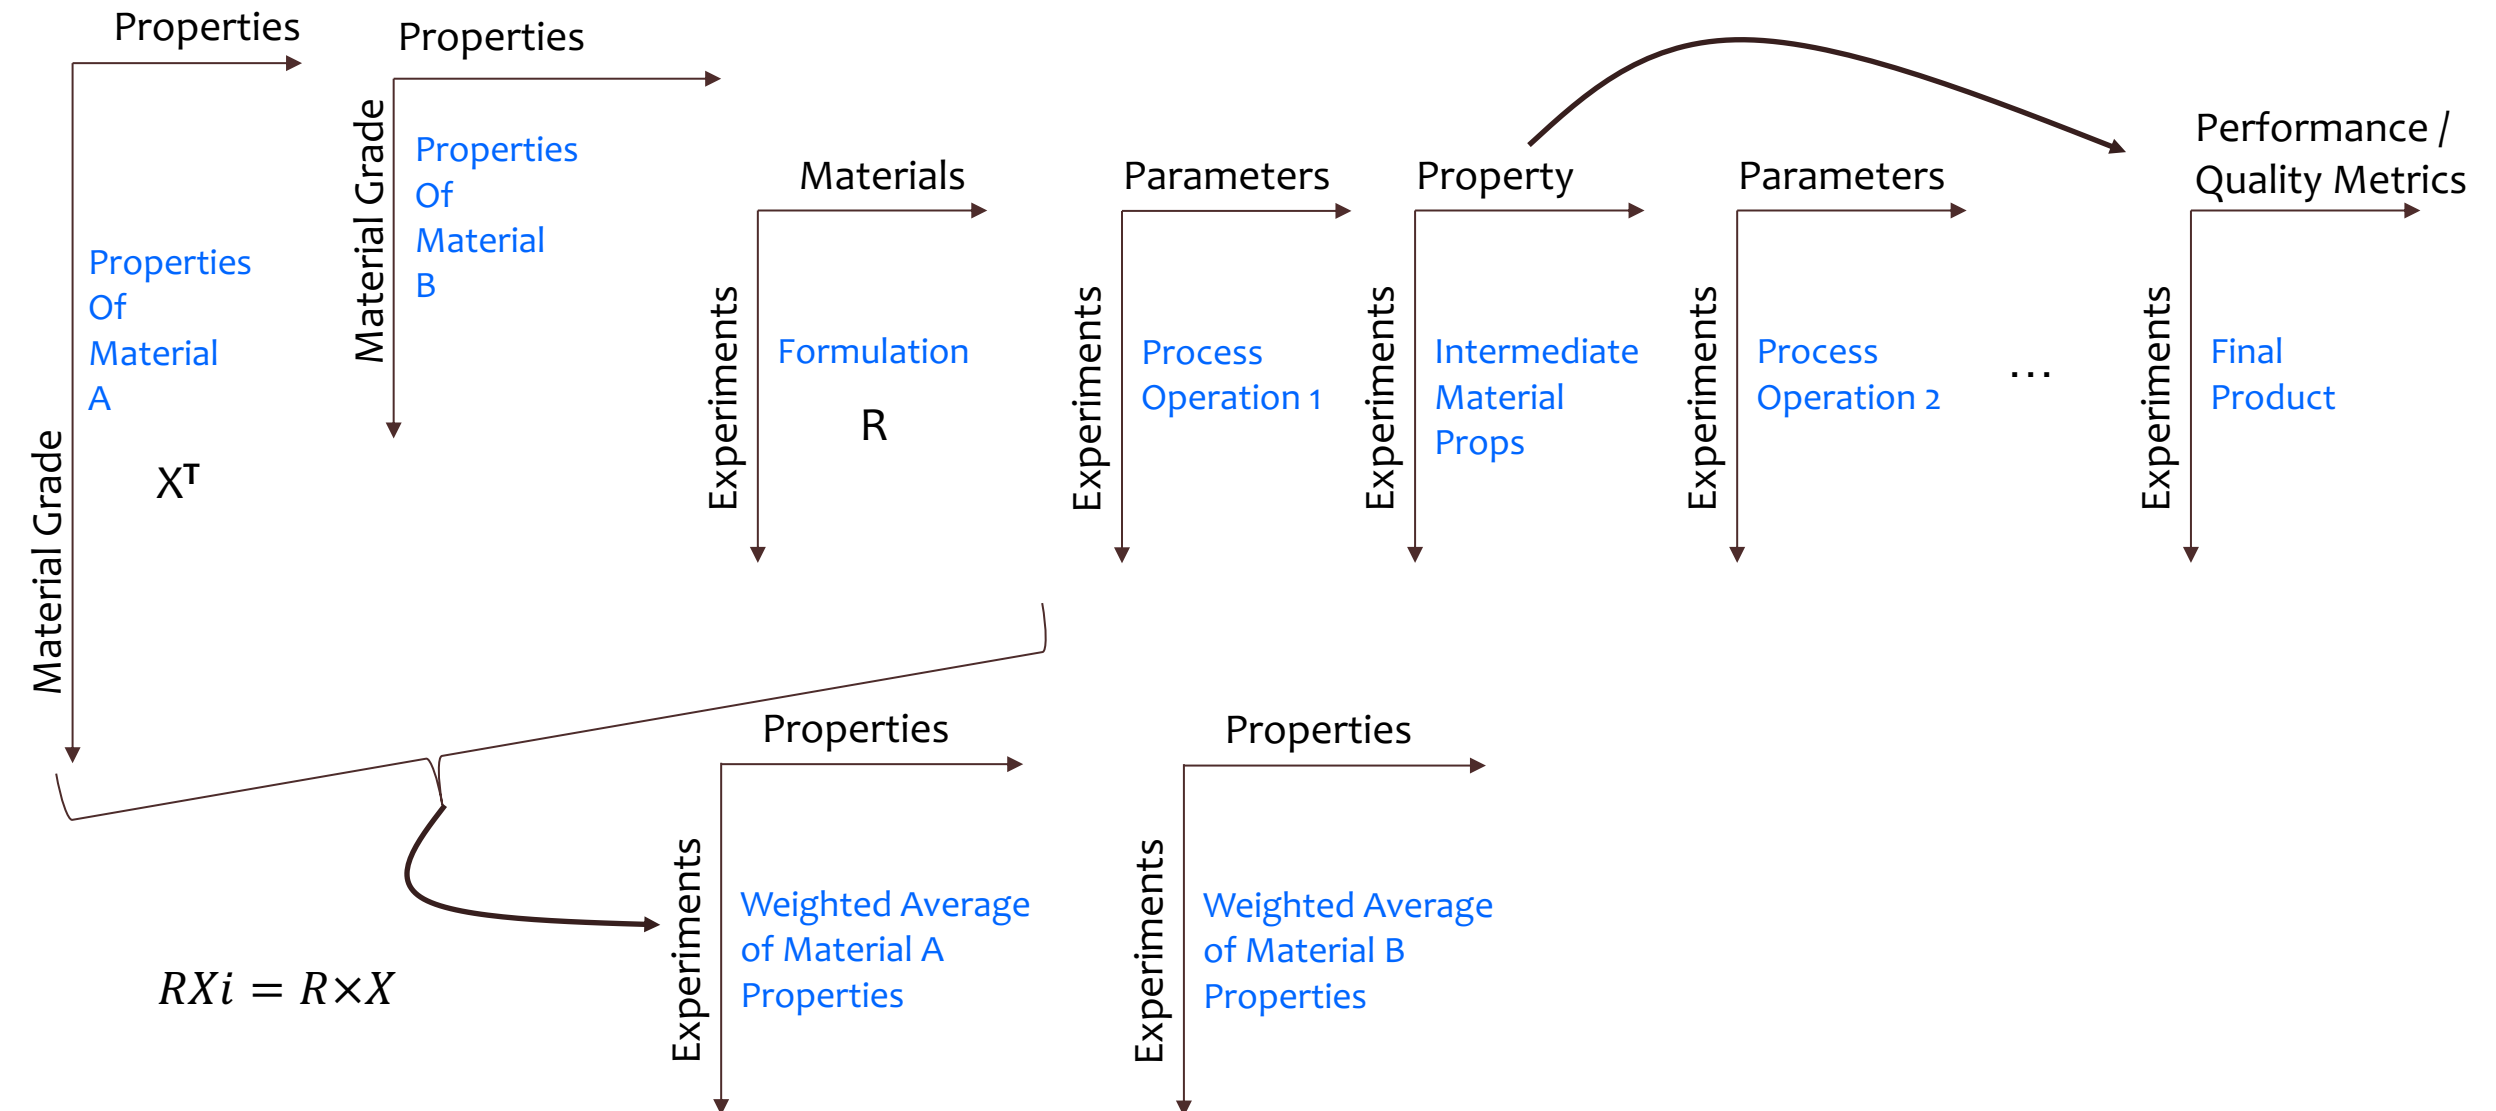 Properties
Material Grade
Properties
Of
Material
A
Xᵀ
Properties
Material Grade
Properties
Of
Material
B
Materials
Experiments
Formulation
R
Parameters
Experiments
Process
Operation 1
Property
Experiments
Intermediate
Material
Props
Parameters
Experiments
Process
Operation 2
...
Performance /
Quality Metrics
Experiments
Final
Product
RXi = R×X
Properties
Experiments
Weighted Average
of Material A
Properties
Properties
Experiments
Weighted Average
of Material B
Properties